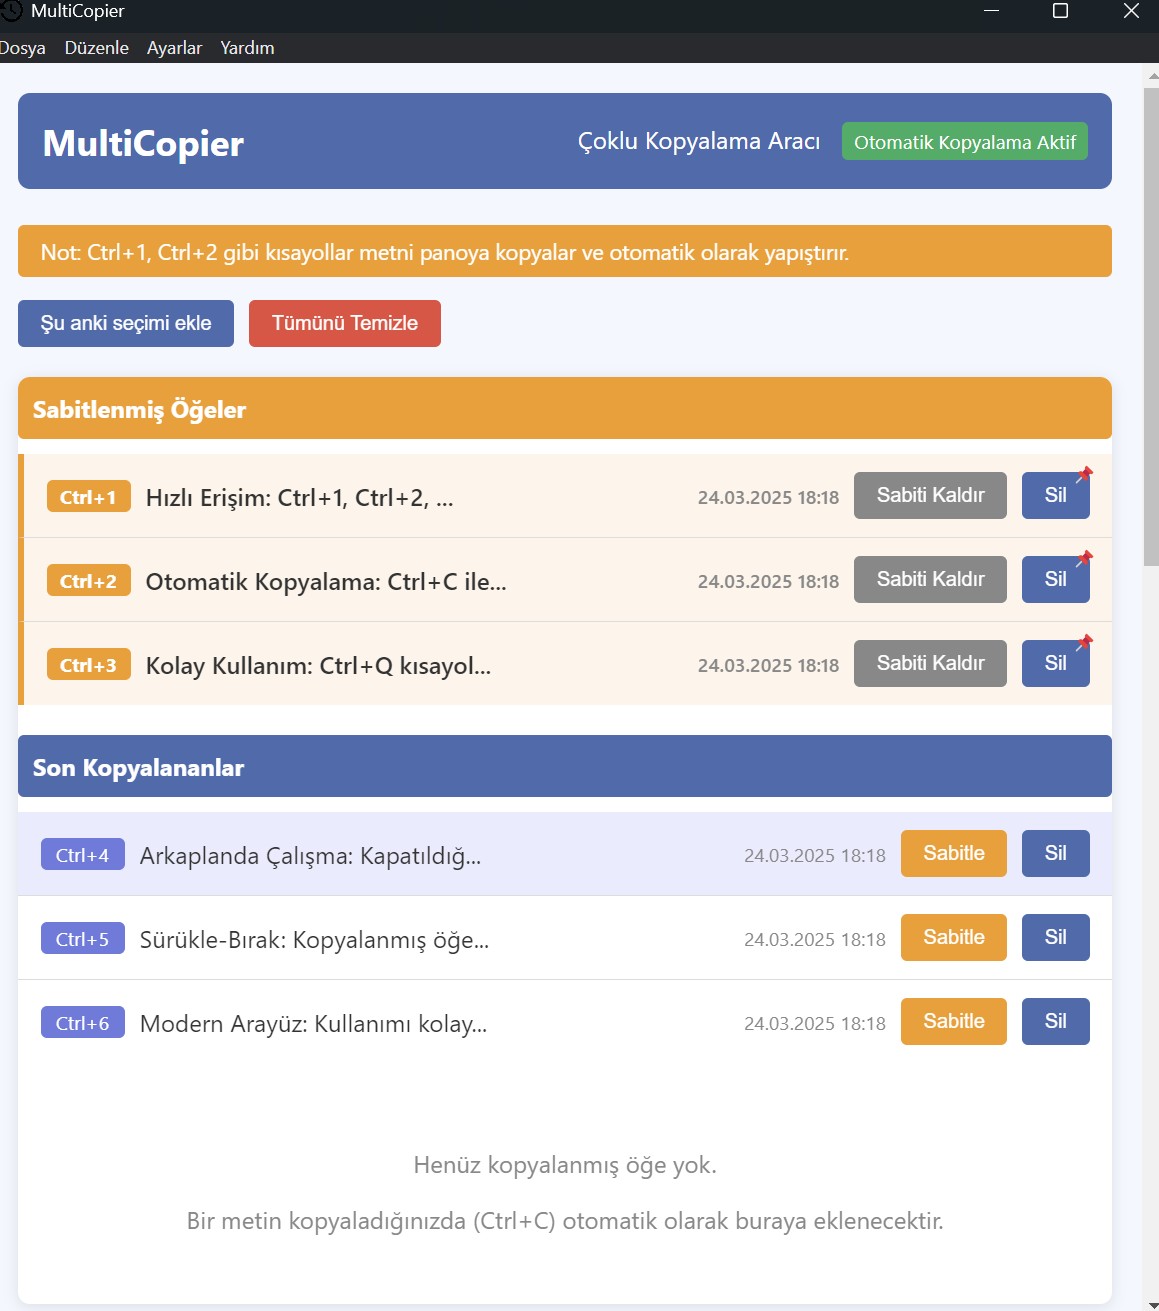 MultiCopier
Dosya Düzenle Ayarlar Yardım
MultiCopier
Çoklu Kopyalama Aracı
Otomatik Kopyalama Aktif
Not: Ctrl+1, Ctrl+2 gibi kısayollar metni panoya kopyalar ve otomatik olarak yapıştırır.
Şu anki seçimi ekle
Tümünü Temizle
Sabitlenmiş Öğeler
Ctrl+1 Hızlı Erişim: Ctrl+1, Ctrl+2, ... 24.03.2025 18:18 Sabiti Kaldır Sil
Ctrl+2 Otomatik Kopyalama: Ctrl+C ile... 24.03.2025 18:18 Sabiti Kaldır Sil
Ctrl+3 Kolay Kullanım: Ctrl+Q kısayol... 24.03.2025 18:18 Sabiti Kaldır Sil
Son Kopyalananlar
Ctrl+4 Arkaplanda Çalışma: Kapatıldığ... 24.03.2025 18:18 Sabitle Sil
Ctrl+5 Sürükle-Bırak: Kopyalanmış öğe... 24.03.2025 18:18 Sabitle Sil
Ctrl+6 Modern Arayüz: Kullanımı kolay... 24.03.2025 18:18 Sabitle Sil
Henüz kopyalanmış öğe yok.
Bir metin kopyaladığınızda (Ctrl+C) otomatik olarak buraya eklenecektir.